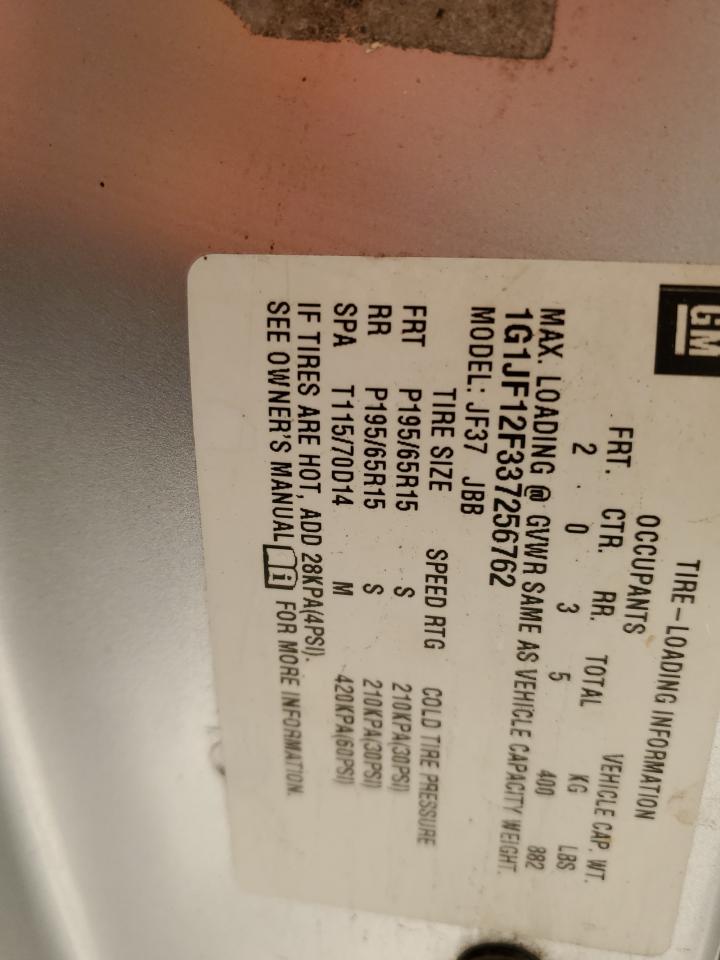 GM
TIRE-LOADING INFORMATION
OCCUPANTS VEHICLE CAP. WT.
FRT. CTR. RR. TOTAL KG LBS
2 0 3 5 400 882
MAX. LOADING @ GVWR SAME AS VEHICLE CAPACITY WEIGHT.
1G1JF12F337256762
MODEL: JF37 JBB
TIRE SIZE SPEED RTG COLD TIRE PRESSURE
FRT P195/65R15 S 210KPA(30PSI)
RR P195/65R15 S 210KPA(30PSI)
SPA T115/70D14 M 420KPA(60PSI)
IF TIRES ARE HOT, ADD 28KPA(4PSI).
SEE OWNER'S MANUAL FOR MORE INFORMATION.